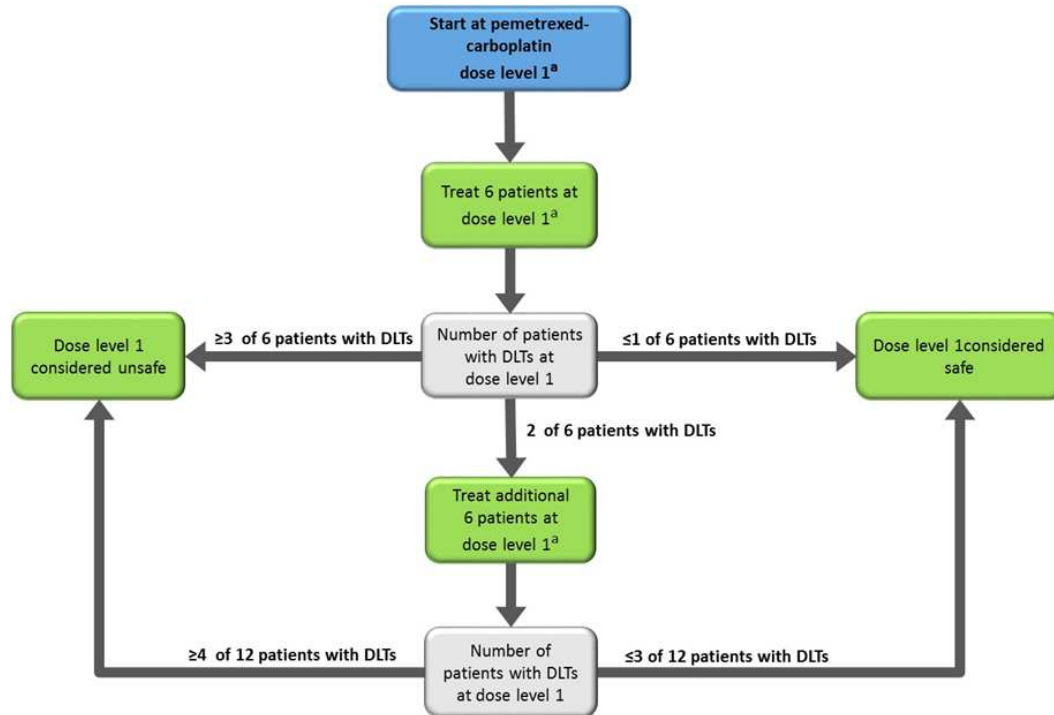 Start at pemetrexed-
carboplatin
dose level 1ª
Treat 6 patients at
dose level 1ª
≥3 of 6 patients with DLTs
≤1 of 6 patients with DLTs
Dose level 1
considered unsafe
Number of patients
with DLTs at
dose level 1
Dose level 1considered
safe
2 of 6 patients with DLTs
Treat additional
6 patients at
dose level 1ª
≥4 of 12 patients with DLTs
≤3 of 12 patients with DLTs
Number of
patients with DLTs
at dose level 1